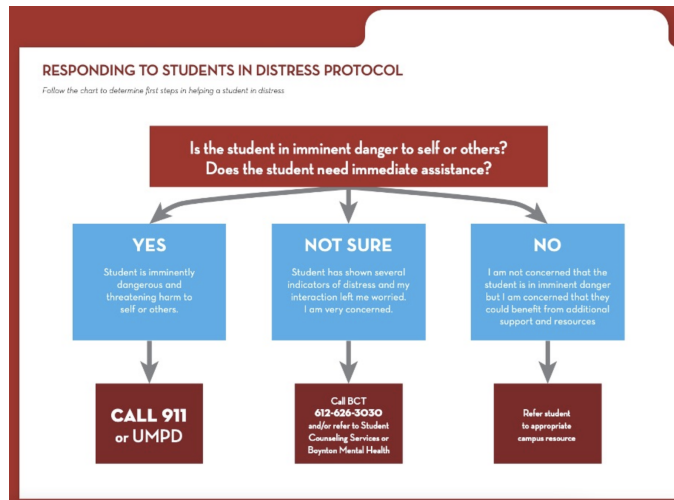 RESPONDING TO STUDENTS IN DISTRESS PROTOCOL
Follow the chart to determine first steps in helping a student in distress
Is the student in imminent danger to self or others?
Does the student need immediate assistance?
YES
Student is imminently
dangerous and
threatening harm to
self or others.
NOT SURE
Student has shown several
indicators of distress and my
interaction left me worried.
I am very concerned.
NO
I am not concerned that the
student is in imminent danger
but I am concerned that they
could benefit from additional
support and resources
CALL 911
or UMPD
Call BCT
612-626-3030
and/or refer to Student
Counseling Services or
Boynton Mental Health
Refer student
to appropriate
campus resource